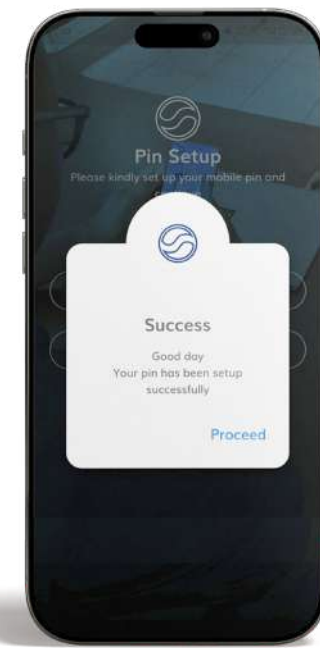 Pin Setup
Please kindly set up your mobile pin and
Success
Good day
Your pin has been setup
successfully
Proceed